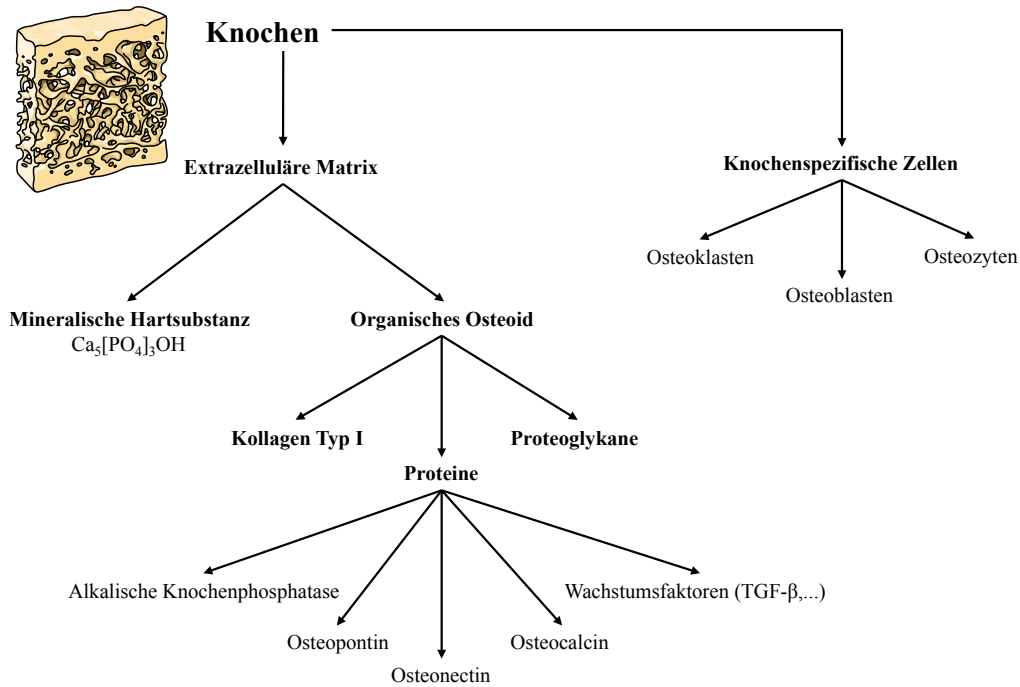 Knochen
Extrazelluläre Matrix
Knochenspezifische Zellen
Osteoklasten
Osteozyten
Osteoblasten
Mineralische Hartsubstanz
Ca₅[PO₄]₃OH
Organisches Osteoid
Kollagen Typ I
Proteoglykane
Proteine
Alkalische Knochenphosphatase
Wachstumsfaktoren (TGF-β,...)
Osteopontin
Osteocalcin
Osteonectin